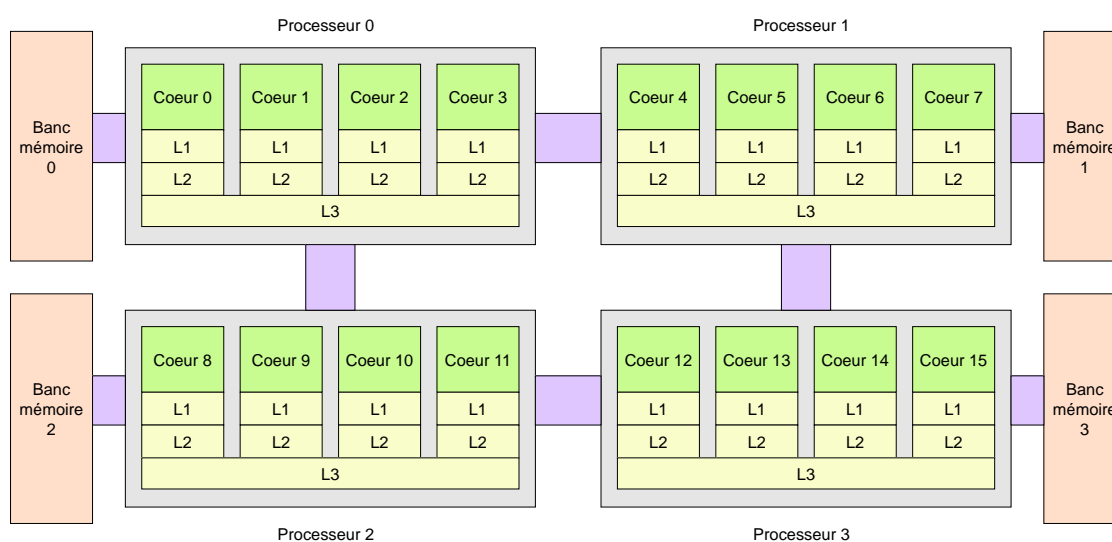 Processeur 0
Processeur 1
Banc
mémoire
0
Coeur 0 Coeur 1 Coeur 2 Coeur 3
L1 L1 L1 L1
L2 L2 L2 L2
L3
Coeur 4 Coeur 5 Coeur 6 Coeur 7
L1 L1 L1 L1
L2 L2 L2 L2
L3
Banc
mémoire
1
Banc
mémoire
2
Coeur 8 Coeur 9 Coeur 10 Coeur 11
L1 L1 L1 L1
L2 L2 L2 L2
L3
Coeur 12 Coeur 13 Coeur 14 Coeur 15
L1 L1 L1 L1
L2 L2 L2 L2
L3
Banc
mémoire
3
Processeur 2
Processeur 3